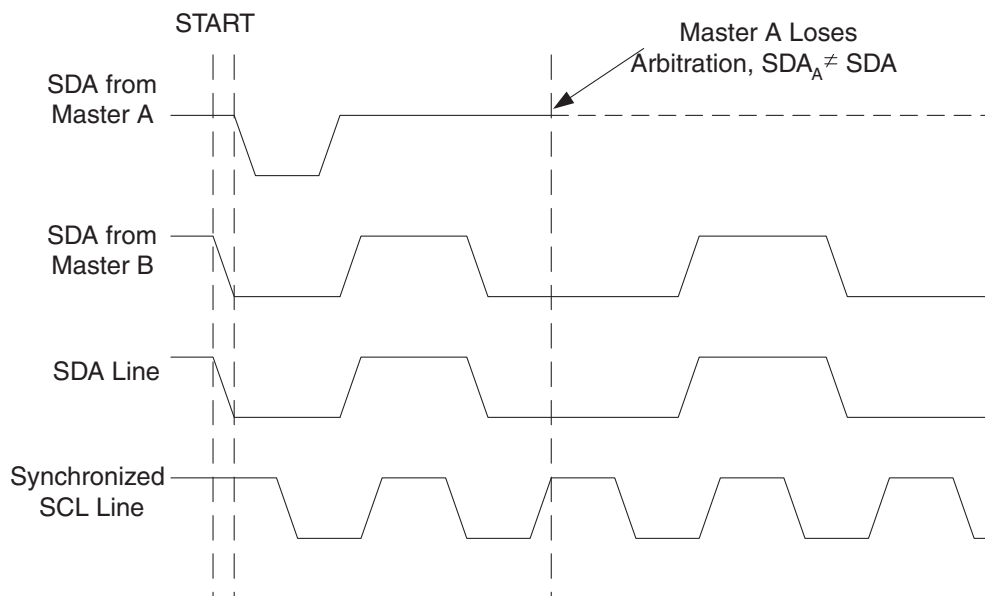 START
Master A Loses
Arbitration, SDA_A ≠ SDA
SDA from
Master A
SDA from
Master B
SDA Line
Synchronized
SCL Line